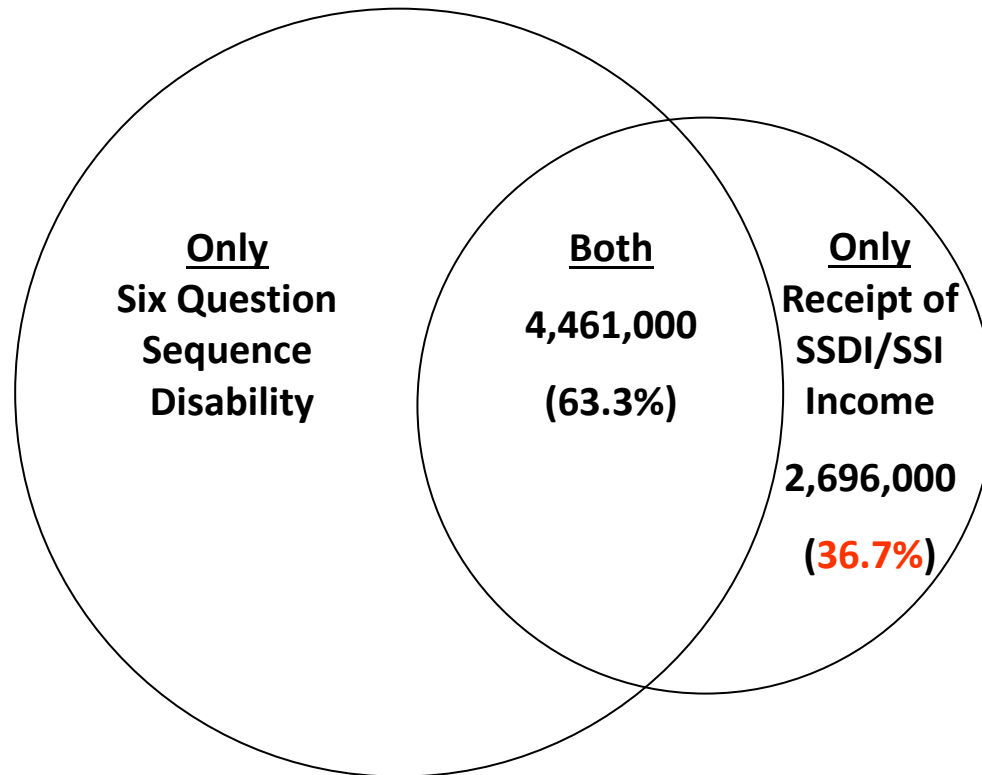 Only
Six Question
Sequence
Disability
Both
4,461,000
(63.3%)
Only
Receipt of
SSDI/SSI
Income
2,696,000
(36.7%)